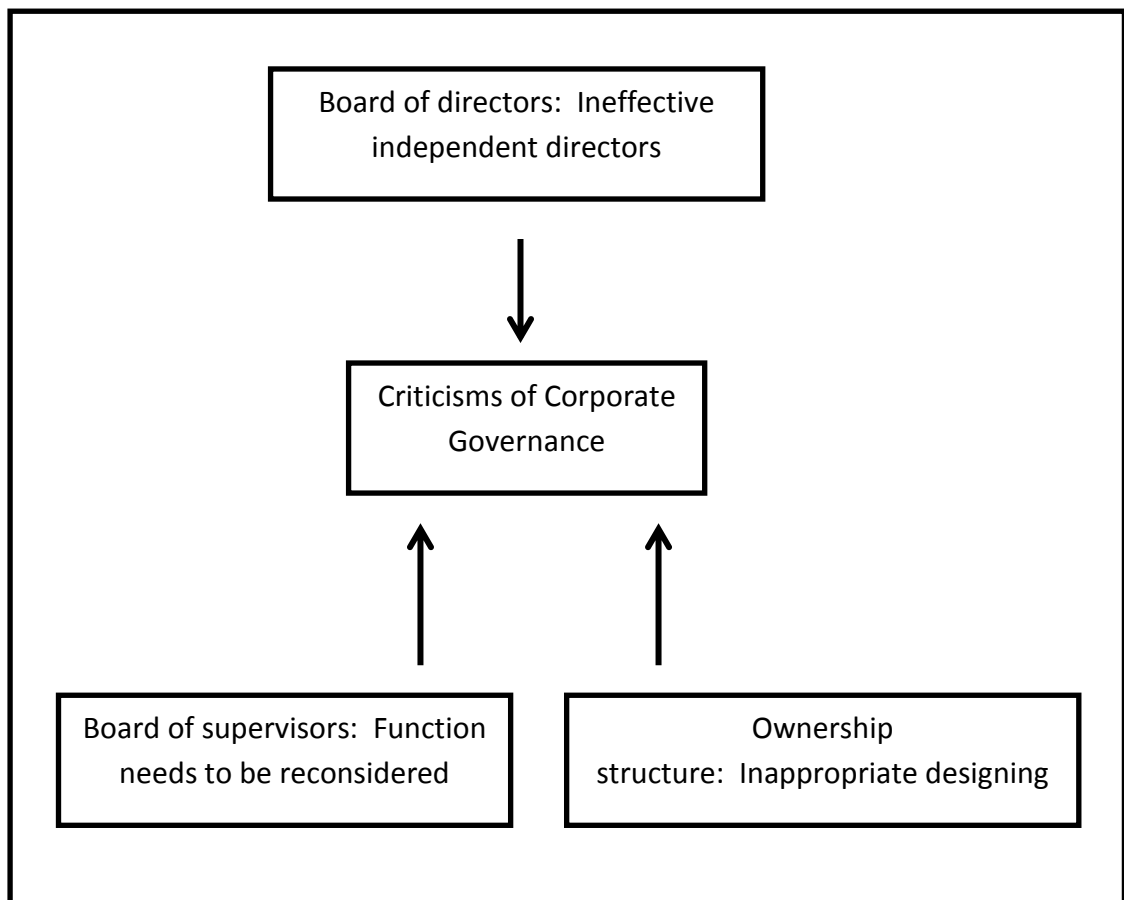 Board of directors:  Ineffective
independent directors
Criticisms of Corporate
Governance
Board of supervisors:  Function
needs to be reconsidered
Ownership
structure:  Inappropriate designing